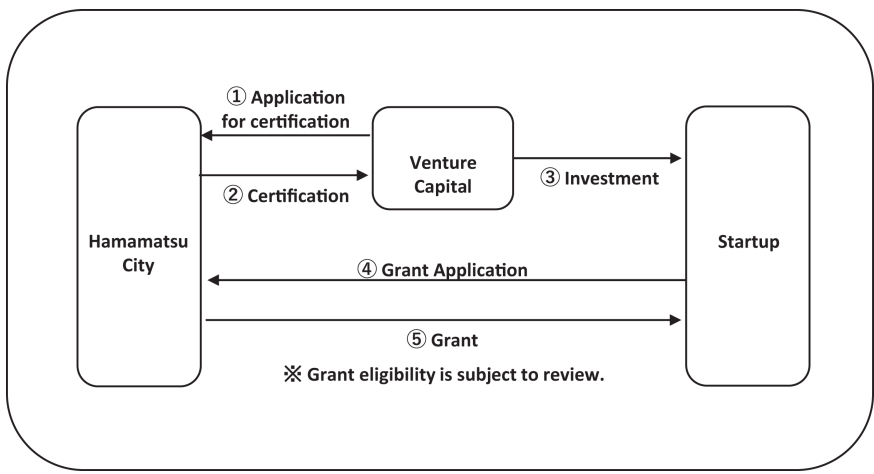 ① Application
for certification
② Certification
Venture
Capital
③ Investment
Hamamatsu
City
Startup
④ Grant Application
⑤ Grant
※ Grant eligibility is subject to review.